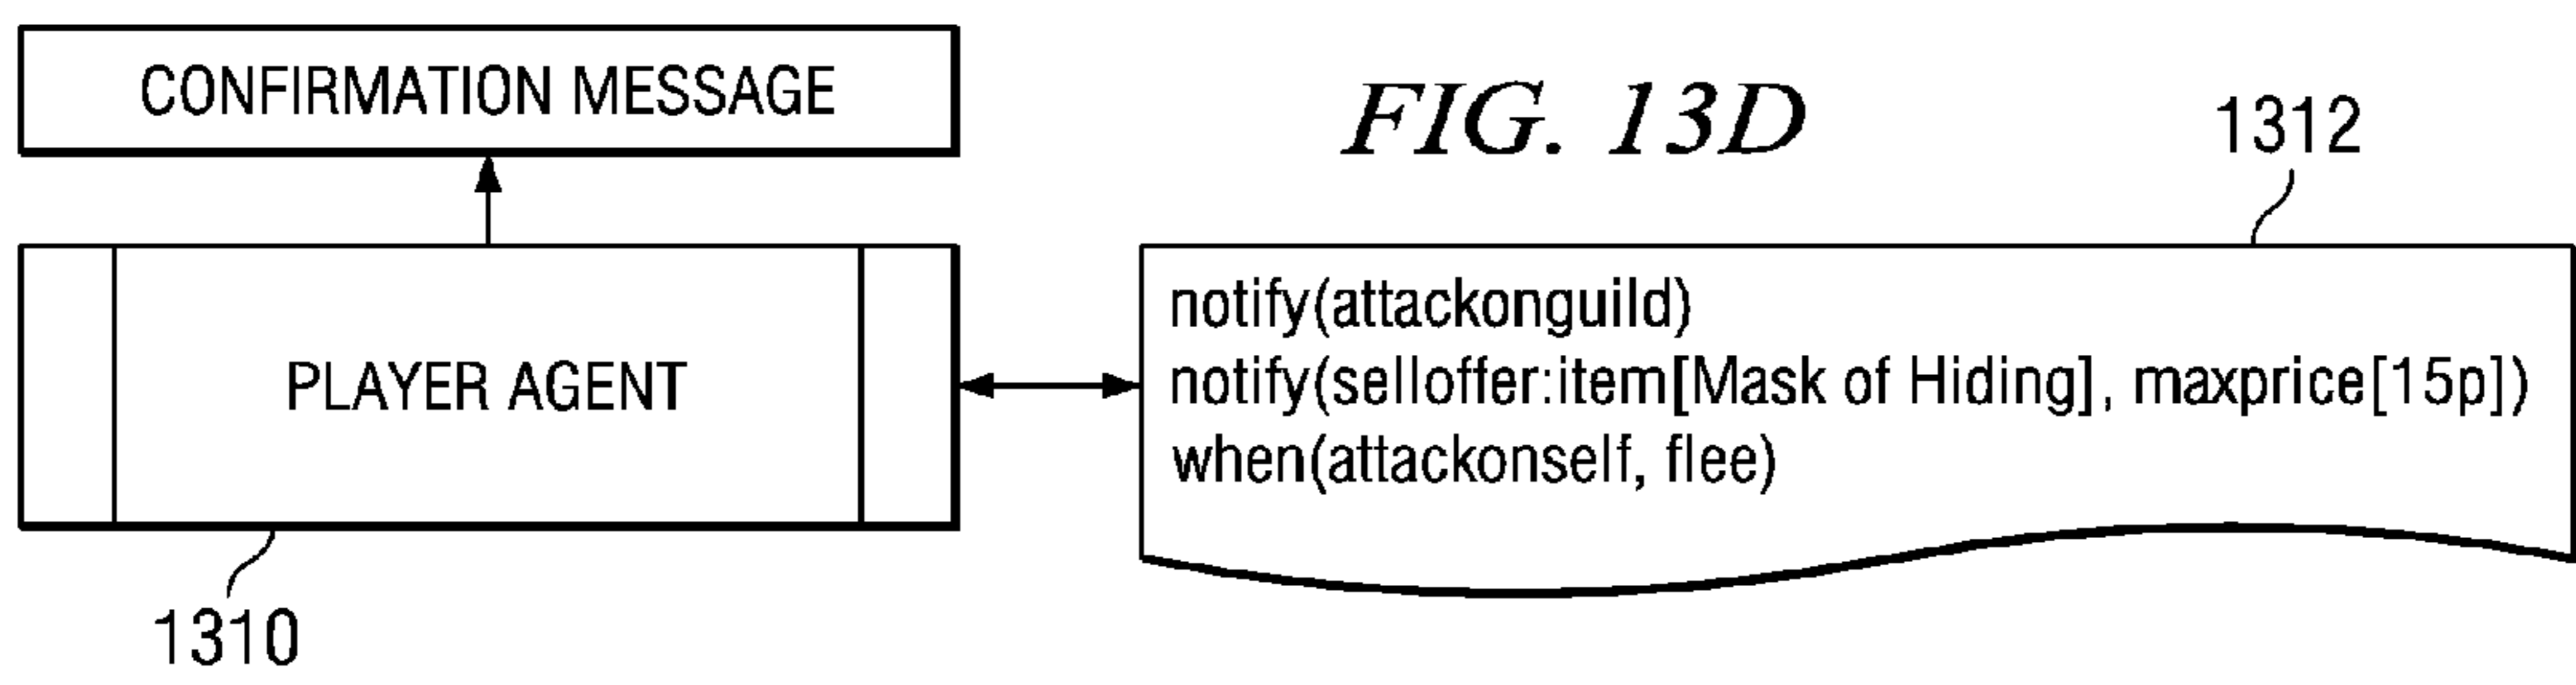 CONFIRMATION MESSAGE
FIG. 13D
1312
PLAYER AGENT
notify(attackonguild)
notify(selloffer:item[Mask of Hiding], maxprice[15p])
when(attackonself, flee)
1310